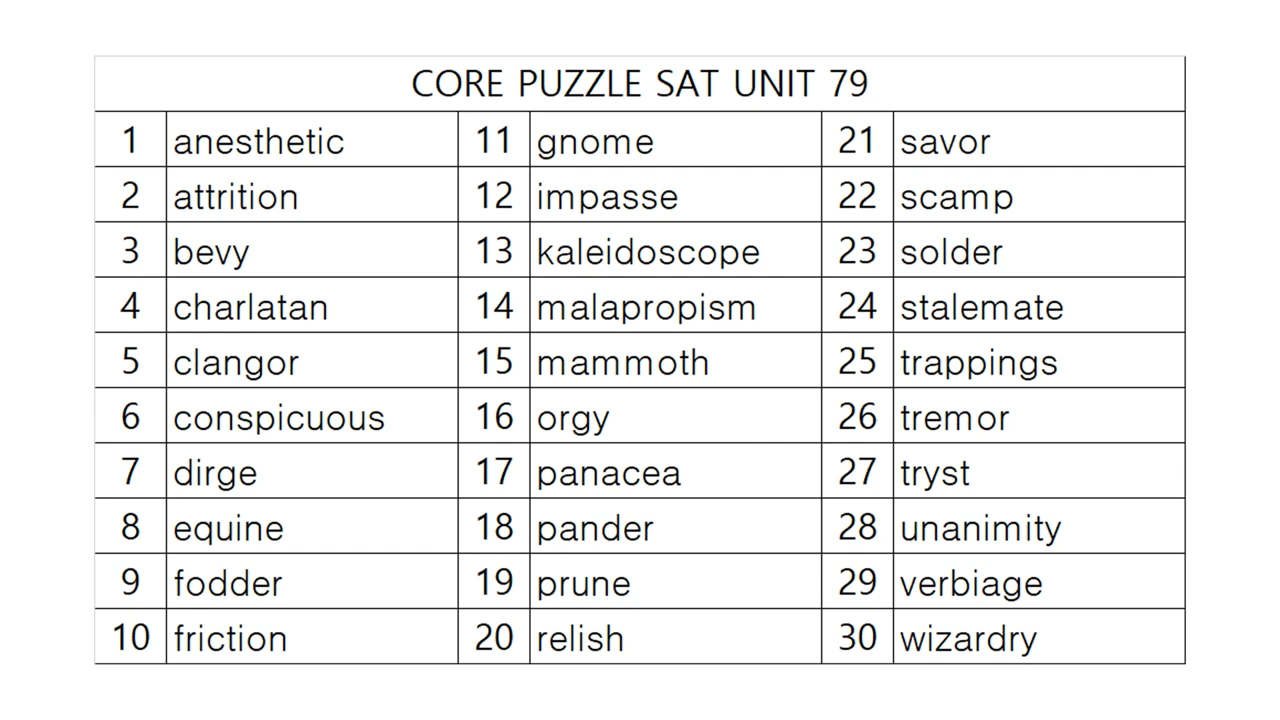 CORE PUZZLE SAT UNIT 79
1 anesthetic 11 gnome 21 savor
2 attrition 12 impasse 22 scamp
3 bevy 13 kaleidoscope 23 solder
4 charlatan 14 malapropism 24 stalemate
5 clangor 15 mammoth 25 trappings
6 conspicuous 16 orgy 26 tremor
7 dirge 17 panacea 27 tryst
8 equine 18 pander 28 unanimity
9 fodder 19 prune 29 verbiage
10 friction 20 relish 30 wizardry